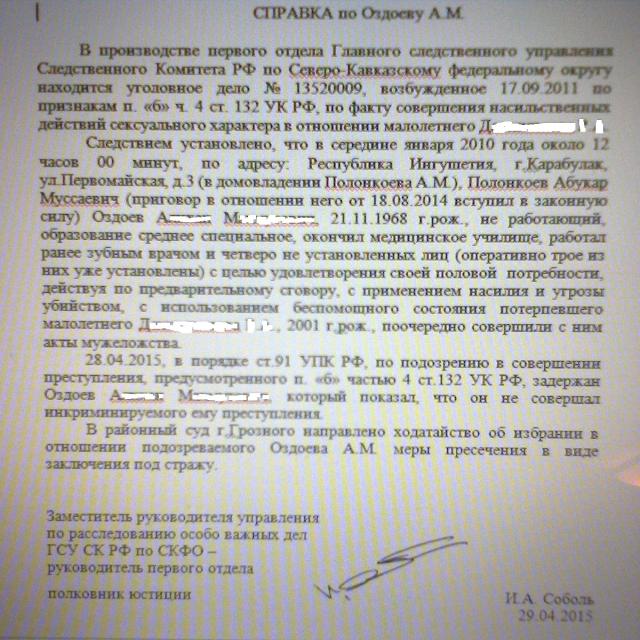 СПРАВКА по Оздоеву А.М.
В производстве первого отдела Главного следственного управления
Следственного Комитета РФ по Северо-Кавказскому федеральному округу
находится уголовное дело № 13520009, возбужденное 17.09.2011 по
признакам п. «б» ч. 4 ст. 132 УК РФ, по факту совершения насильственных
действий сексуального характера в отношении малолетнего
Следствием установлено, что в середине января 2010 года около 12
часов 00 минут, по адресу: Республика Ингушетия, г.Карабулак,
ул.Первомайская, д.3 (в домовладении Полонкоева А.М.), Полонкоев Абукар
Муссаевич (приговор в отношении него от 18.08.2014 вступил в законную
силу) Оздоев 21.11.1968 г.рож., не работающий,
образование среднее специальное, окончил медицинское училище, работал
ранее зубным врачом и четверо не установленных лиц (оперативно трое из
них уже установлены) с целью удовлетворения своей половой потребности,
действуя по предварительному сговору, с применением насилия и угрозы
убийством, с использованием беспомощного состояния потерпевшего
малолетнего 2001 г.рож., поочередно совершили с ним
акты мужеложства.
28.04.2015, в порядке ст.91 УПК РФ, по подозрению в совершении
преступления, предусмотренного п. «б» частью 4 ст.132 УК РФ, задержан
Оздоев который показал, что он не совершал
инкриминируемого ему преступления.
В районный суд г.Грозного направлено ходатайство об избрании в
отношении подозреваемого Оздоева А.М. меры пресечения в виде
заключения под стражу.
Заместитель руководителя управления
по расследованию особо важных дел
ГСУ СК РФ по СКФО –
руководитель первого отдела
полковник юстиции
И.А. Соболь
29.04.2015